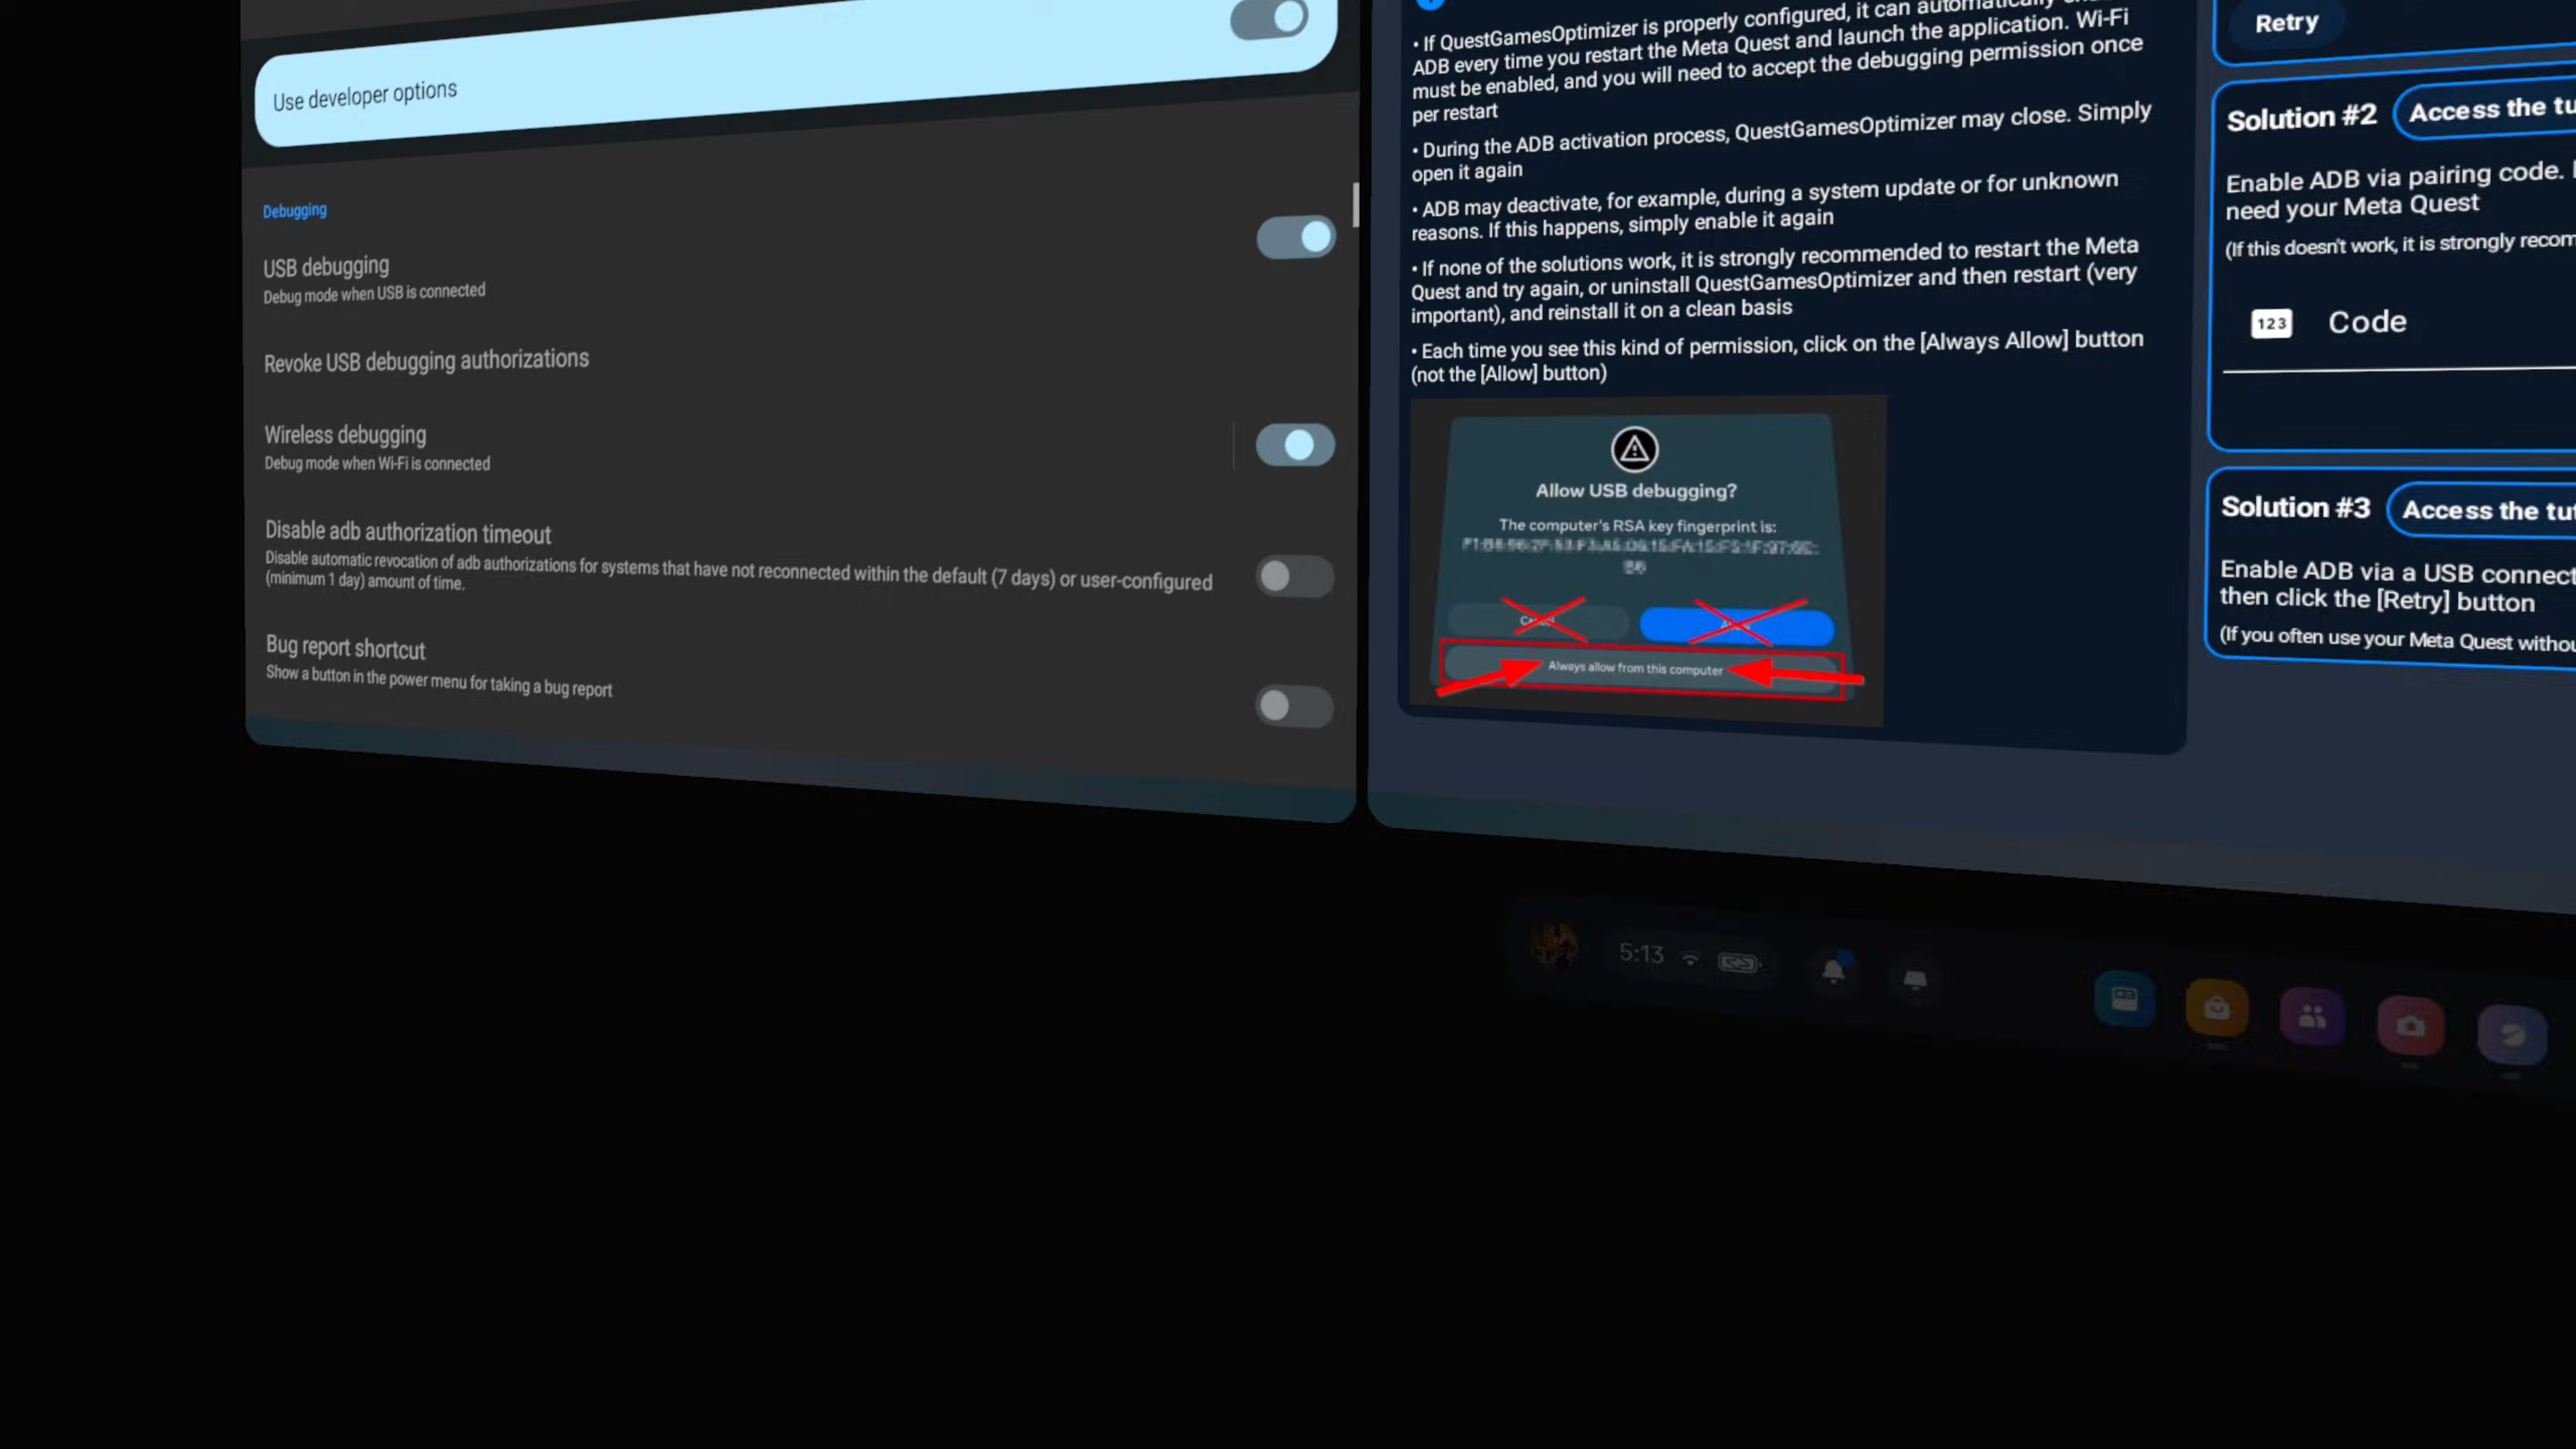 Use developer options
Debugging
USB debugging
Debug mode when USB is connected
Revoke USB debugging authorizations
Wireless debugging
Debug mode when Wi-Fi is connected
Disable adb authorization timeout
Disable automatic revocation of adb authorizations for systems that have not reconnected within the default (7 days) or user-configured
(minimum 1 day) amount of time.
Bug report shortcut
Show a button in the power menu for taking a bug report
• If QuestGamesOptimizer is properly configured, it can automatically
ADB every time you restart the Meta Quest and launch the application. Wi-Fi
must be enabled, and you will need to accept the debugging permission once
per restart
• During the ADB activation process, QuestGamesOptimizer may close. Simply
open it again
• ADB may deactivate, for example, during a system update or for unknown
reasons. If this happens, simply enable it again
• If none of the solutions work, it is strongly recommended to restart the Meta
Quest and try again, or uninstall QuestGamesOptimizer and then restart (very
important), and reinstall it on a clean basis
• Each time you see this kind of permission, click on the [Always Allow] button
(not the [Allow] button)
Allow USB debugging?
The computer's RSA key fingerprint is:
Always allow from this computer
Retry
Solution #2
Access the
Enable ADB via pairing code.
need your Meta Quest
(If this doesn't work, it is strongly
123
Code
Solution #3
Access the
Enable ADB via a USB
then click the [Retry] button
(If you often use your Meta Quest
5:13